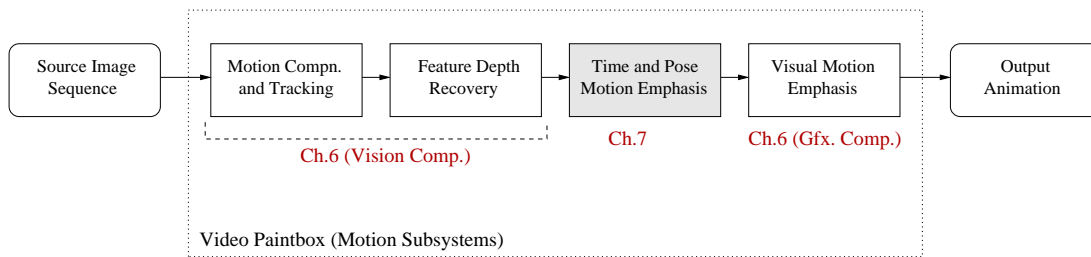 Source Image
Sequence
Motion Compn.
and Tracking
Feature Depth
Recovery
Time and Pose
Motion Emphasis
Visual Motion
Emphasis
Output
Animation
Ch.6 (Vision Comp.)
Ch.7
Ch.6 (Gfx. Comp.)
Video Paintbox (Motion Subsystems)